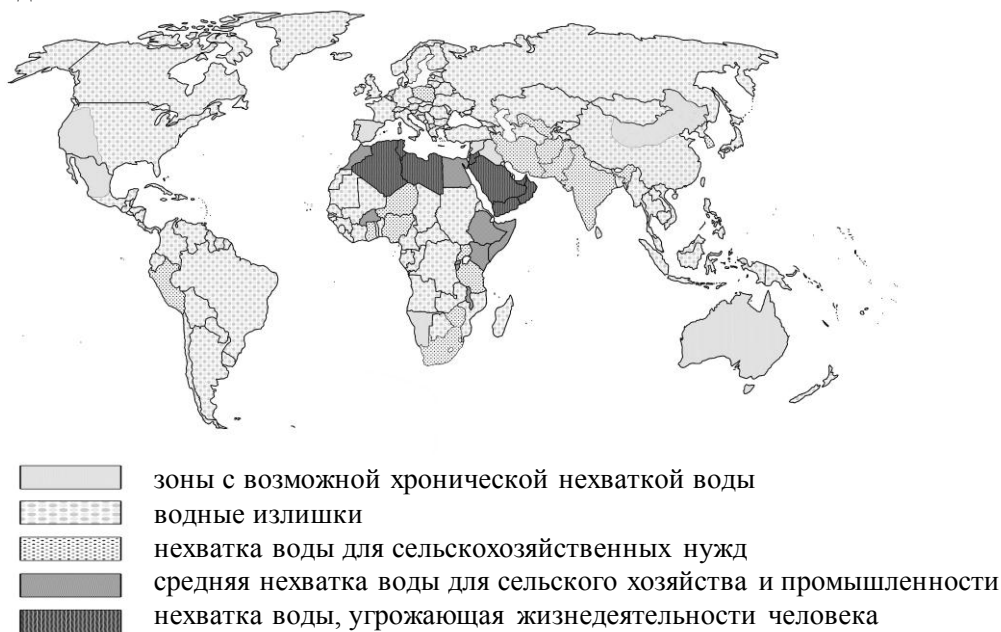 зоны с возможной хронической нехваткой воды
водные излишки
нехватка воды для сельскохозяйственных нужд
средняя нехватка воды для сельского хозяйства и промышленности
нехватка воды, угрожающая жизнедеятельности человека